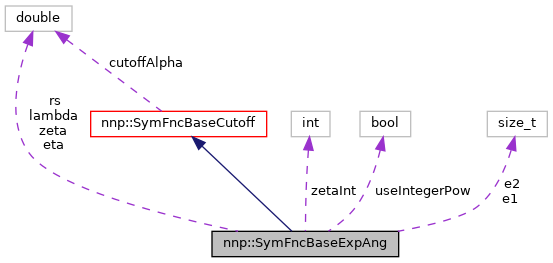 double
cutoffAlpha
rs
lambda
zeta
eta
nnp::SymFncBaseCutoff
int
bool
size_t
zetaInt
useIntegerPow
e2
e1
nnp::SymFncBaseExpAng